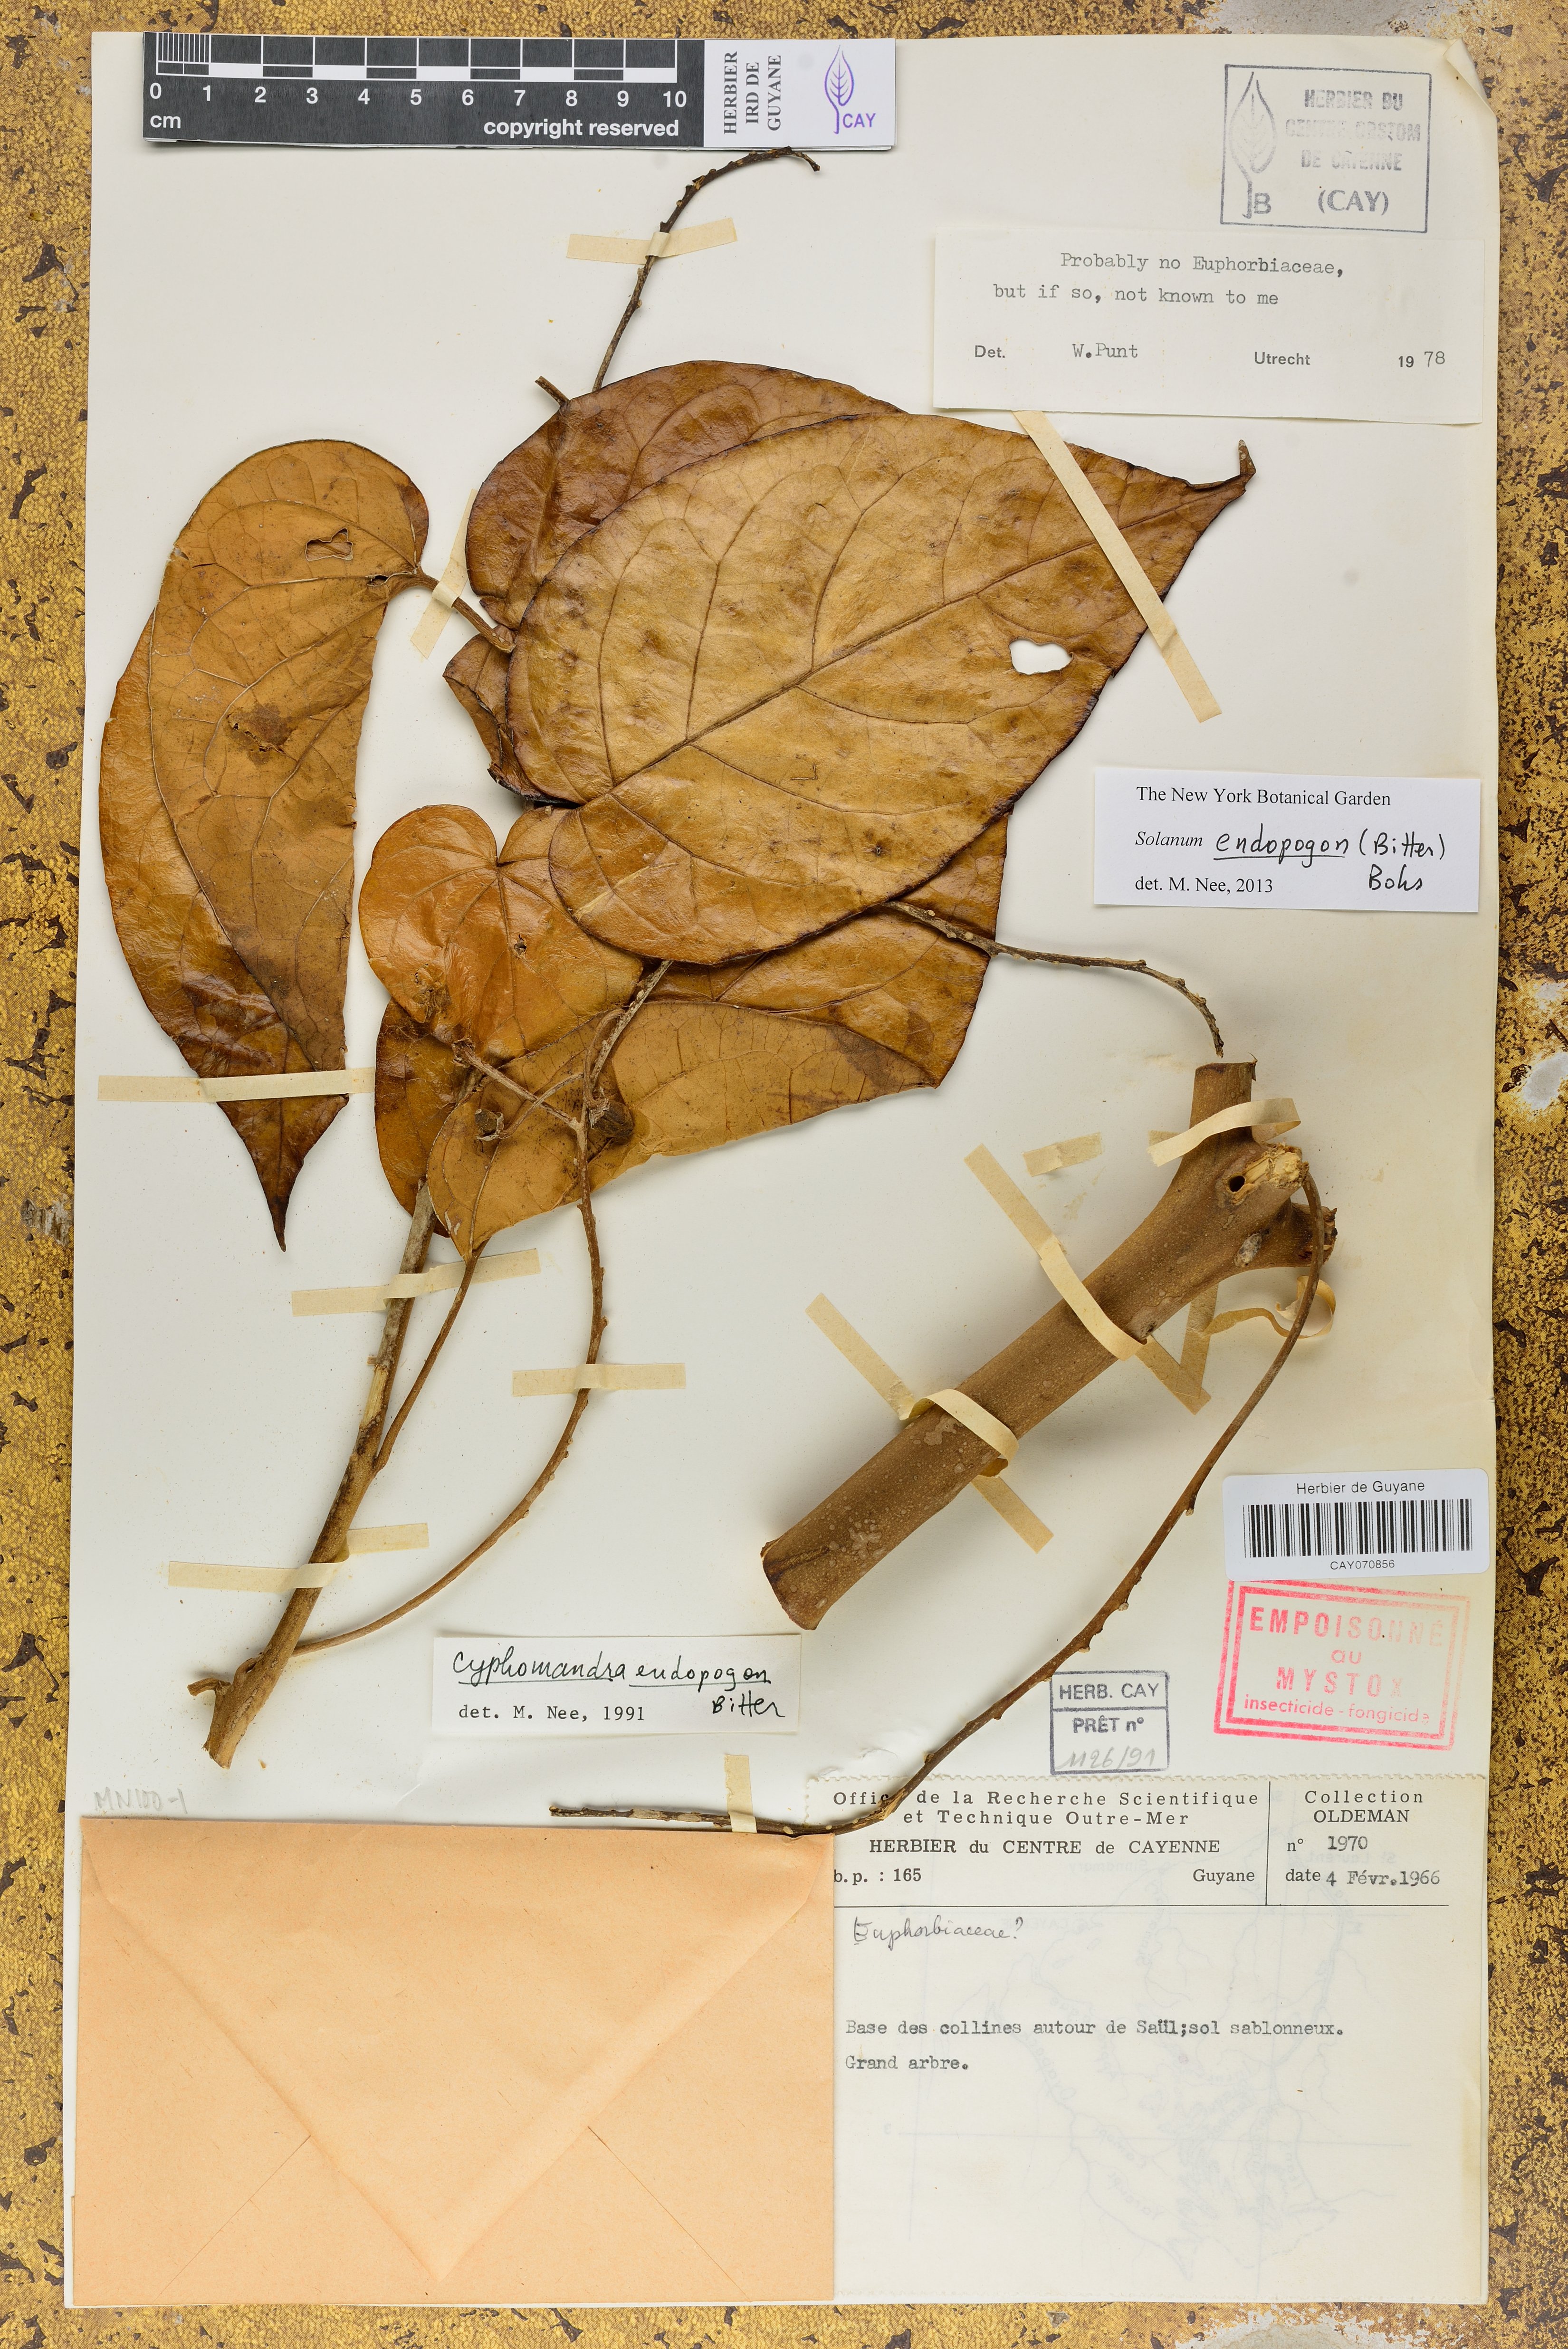 0 1 2 3 4 5 6 7 8 9 10
cm
copyright reserved
HERBIER
IRD DE
GUYANE
CAY
HERBIER DU
CENTRE ORSTOM
DE CAYENNE
B (CAY)
Probably no Euphorbiaceae,
but if so, not known to me
Det. W.Punt Utrecht 1978
The New York Botanical Garden
Solanum endopogon (Bitter)
Bohs
det. M. Nee, 2013
Herbier de Guyane
CAY070856
EMPOISONNÉ
au
MYSTOX
insecticide - fongicide
Cyphomandra endopogon
Bitter
det. M. Nee, 1991
HERB. CAY
PRÊT n°
1126/91
Office de la Recherche Scientifique
et Technique Outre-Mer
HERBIER du CENTRE de CAYENNE
b.p. : 165 Guyane
Collection
OLDEMAN
n° 1970
date 4 Févr.1966
Euphorbiaceae?
Base des collines autour de Saül;sol sablonneux.
Grand arbre.